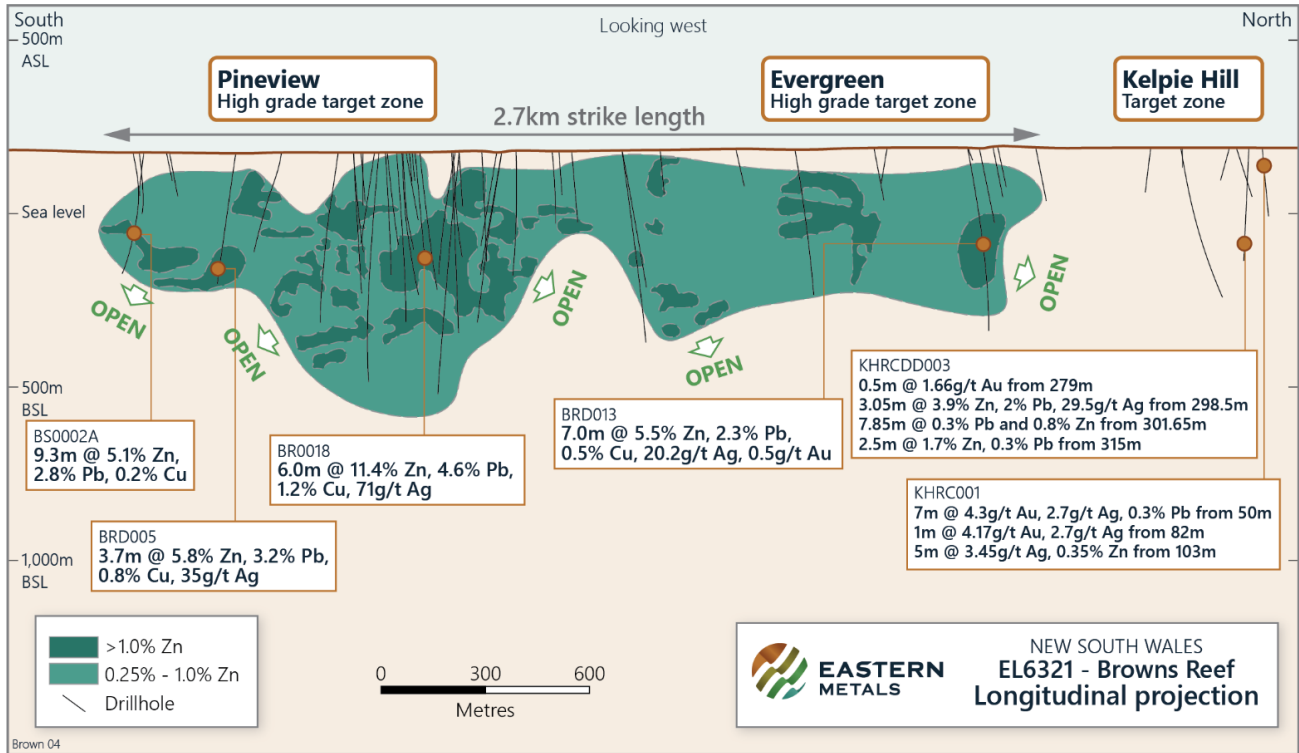 South
500m
ASL
Looking west
North
Pineview
High grade target zone
Evergreen
High grade target zone
Kelpie Hill
Target zone
2.7km strike length
Sea level
OPEN
OPEN
OPEN
OPEN
OPEN
500m
BSL
BS0002A
9.3m @ 5.1% Zn,
2.8% Pb, 0.2% Cu
BRD005
3.7m @ 5.8% Zn, 3.2% Pb,
0.8% Cu, 35g/t Ag
BR0018
6.0m @ 11.4% Zn, 4.6% Pb,
1.2% Cu, 71g/t Ag
BRD013
7.0m @ 5.5% Zn, 2.3% Pb,
0.5% Cu, 20.2g/t Ag, 0.5g/t Au
KHRCDD003
0.5m @ 1.66g/t Au from 279m
3.05m @ 3.9% Zn, 2% Pb, 29.5g/t Ag from 298.5m
7.85m @ 0.3% Pb and 0.8% Zn from 301.65m
2.5m @ 1.7% Zn, 0.3% Pb from 315m
KHRC001
7m @ 4.3g/t Au, 2.7g/t Ag, 0.3% Pb from 50m
1m @ 4.17g/t Au, 2.7g/t Ag from 82m
5m @ 3.45g/t Ag, 0.35% Zn from 103m
1,000m
BSL
>1.0% Zn
0.25% - 1.0% Zn
Drillhole
0 300 600
Metres
EASTERN
METALS
NEW SOUTH WALES
EL6321 - Browns Reef
Longitudinal projection
Brown 04